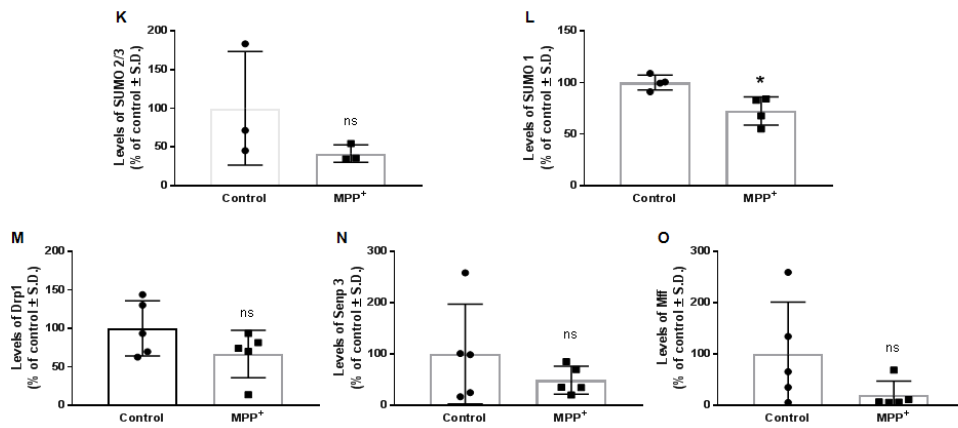 K
Levels of SUMO 2/3
(% of control ± S.D.)
200
150
100
50
0
ns
Control
MPP+
L
Levels of SUMO 1
(% of control ± S.D.)
150
100
50
0
*
Control
MPP+
M
Levels of Drp1
(% of control ± S.D.)
200
150
100
50
0
ns
Control
MPP+
N
Levels of Senp 3
(% of control ± S.D.)
300
200
100
0
ns
Control
MPP+
O
Levels of Mff
(% of control ± S.D.)
300
200
100
0
ns
Control
MPP+